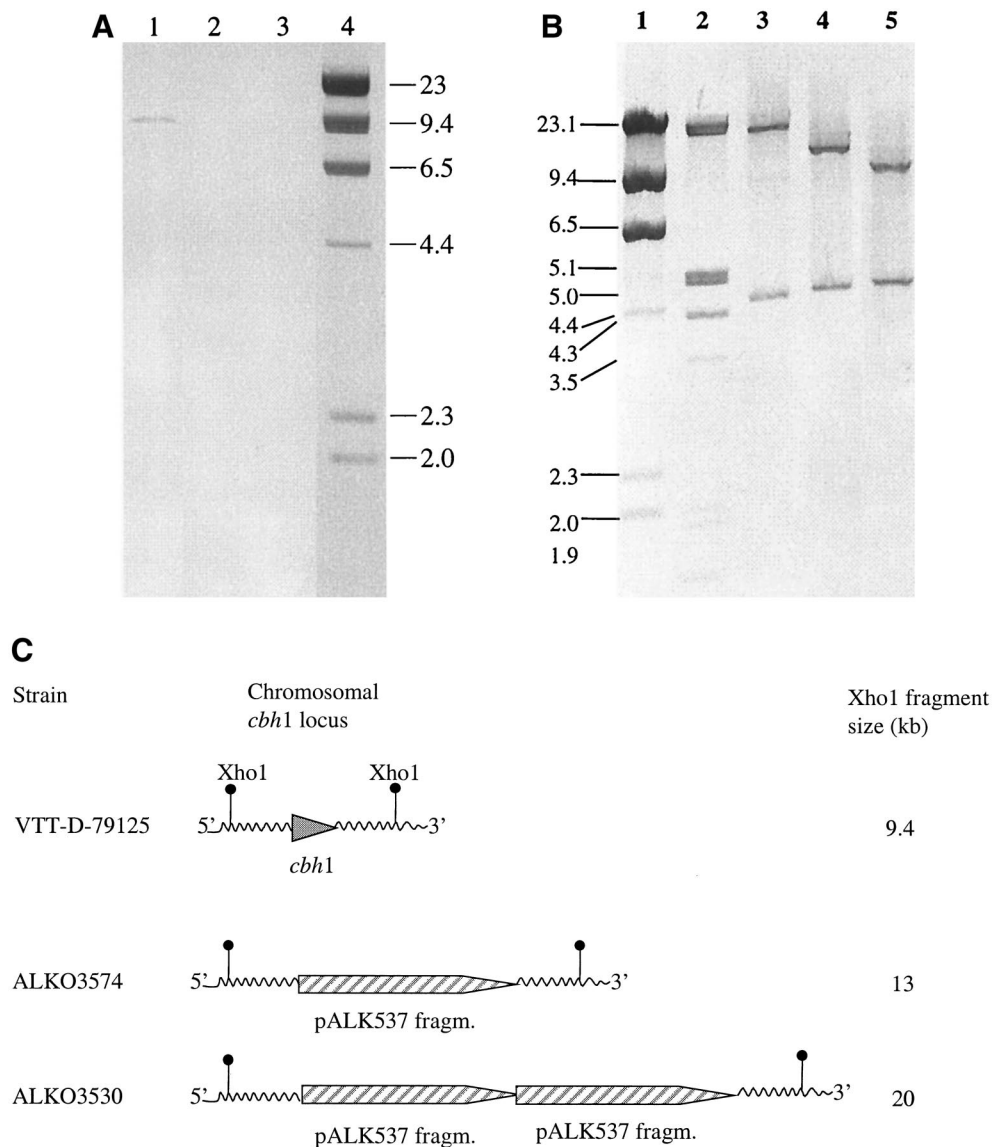 A 1 2 3 4
23
9.4
6.5
4.4
2.3
2.0
B 1 2 3 4 5
23.1
9.4
6.5
5.1
5.0
4.4
4.3
3.5
2.3
2.0
1.9
C
Strain
Chromosomal
cbh1 locus
Xho1 fragment
size (kb)
Xho1 Xho1
VTT-D-79125 5’ 3’ 9.4
cbh1
ALKO3574 5’ 3’ 13
pALK537 fragm.
ALKO3530 5’ 3’ 20
pALK537 fragm. pALK537 fragm.